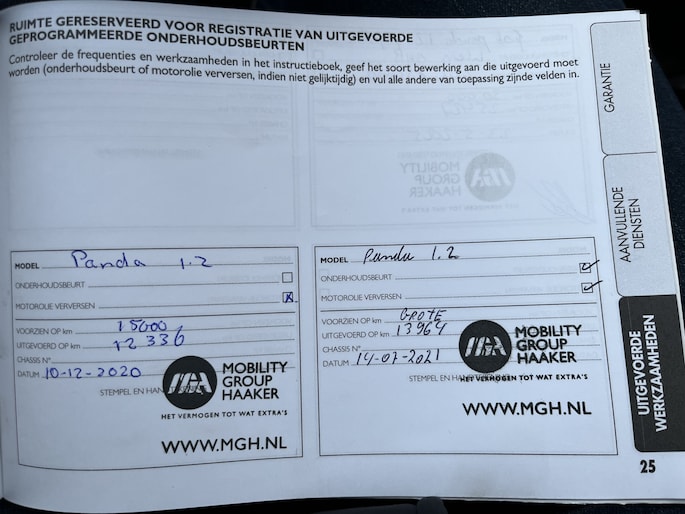 RUIMTE GERESERVEERD VOOR REGISTRATIE VAN UITGEVOERDE
GEPROGRAMMEERDE ONDERHOUDSBEURTEN
Controleer de frequenties en werkzaamheden in het instructieboek, geef het soort bewerking aan die uitgevoerd moet
worden (onderhoudsbeurt of motorolie verversen, indien niet gelijktijdig) en vul alle andere van toepassing zijnde velden in.
MODEL Panda 1.2
ONDERHOUDSBEURT
MOTOROLIE VERVERSEN X
VOORZIEN OP km 15000
UITGEVOERD OP km 12336
CHASSIS N°
DATUM 10-12-2020
STEMPEL EN HAN
MOBILITY
GROUP
HAAKER
HET VERMOGEN TOT WAT EXTRA'S
WWW.MGH.NL
MODEL Panda 1.2
ONDERHOUDSBEURT
MOTOROLIE VERVERSEN
VOORZIEN OP km GROTE
UITGEVOERD OP km 13964
CHASSIS N°
DATUM 14-07-2021
STEMPEL EN HAN
MOBILITY
GROUP
HAAKER
HET VERMOGEN TOT WAT EXTRA'S
WWW.MGH.NL
GARANTIE
AANVULLENDE
DIENSTEN
UITGEVOERDE
WERKZAAMHEDEN
25